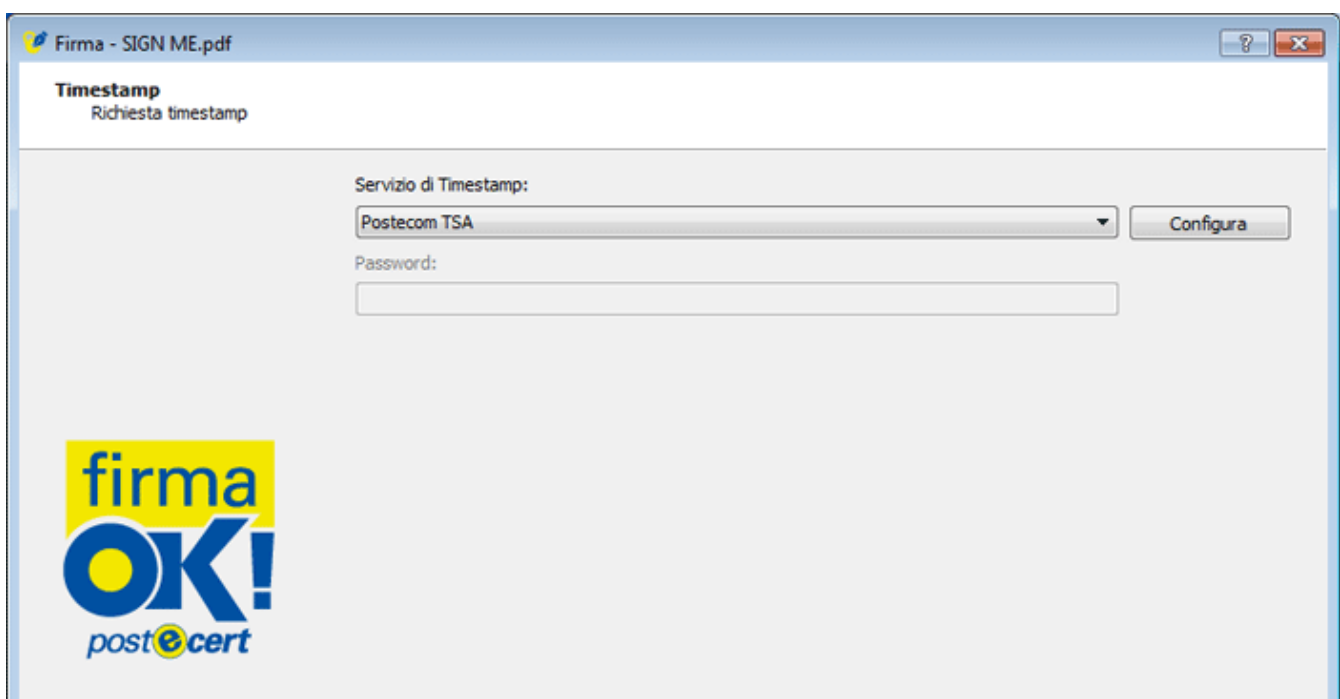 Firma - SIGN ME.pdf
Timestamp
Richiesta timestamp
Servizio di Timestamp:
Postecom TSA
Configura
Password:
firma
OK!
postecert